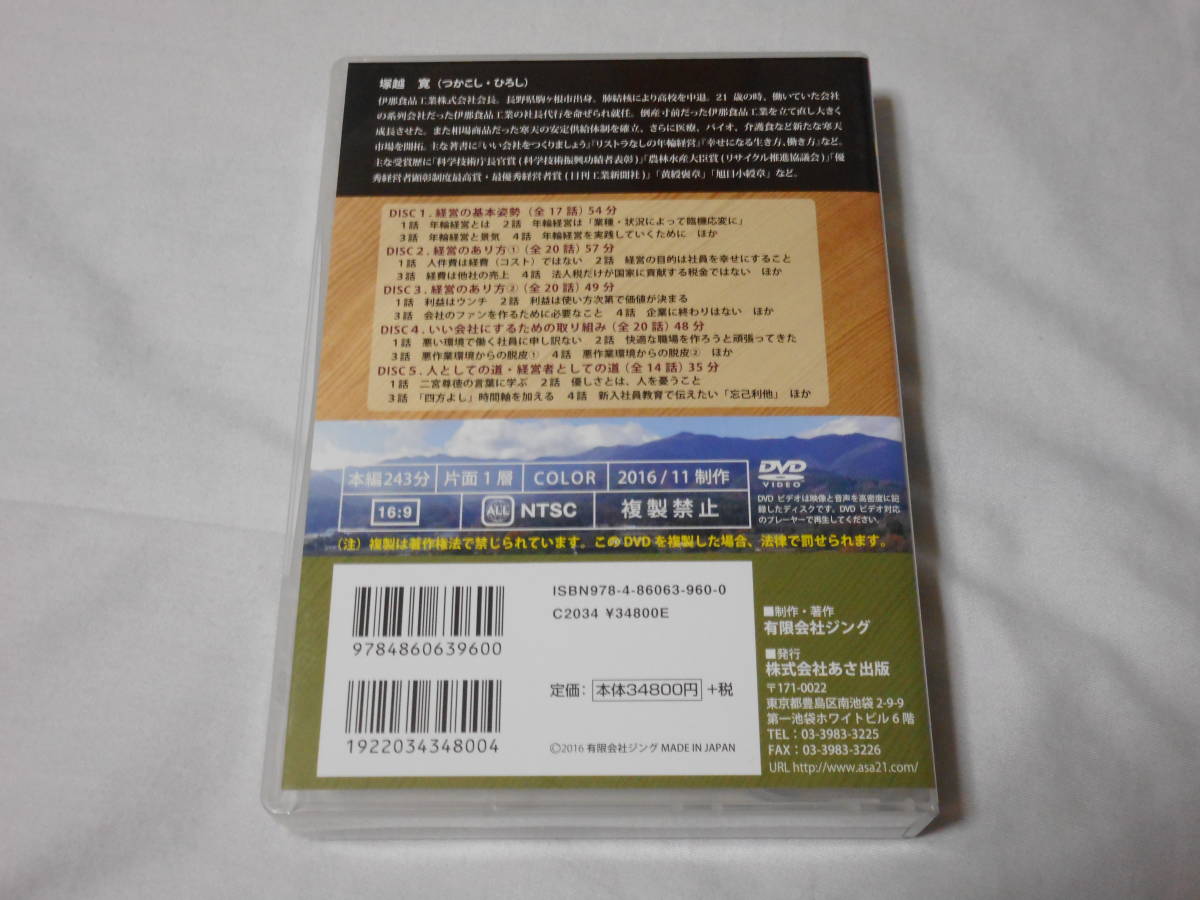 塚越　寛（つかこし・ひろし）
伊那食品工業株式会社会長。長野県駒ヶ根市出身。肺結核により高校を中退。21 歳の時、働いていた会社
の系列会社だった伊那食品工業の社長代行を命ぜられ就任。倒産寸前だった伊那食品工業を立て直し大きく
成長させた。また相場商品だった寒天の安定供給体制を確立、さらに医療、バイオ、介護食など新たな寒天
市場を開拓。主な著書に『いい会社をつくりましょう』『リストラなしの年輪経営』『幸せになる生き方、働き方』など。
主な受賞歴に「科学技術庁長官賞(科学技術振興功績者表彰)」「農林水産大臣賞(リサイクル推進協議会)」「優
秀経営者顕彰制度最高賞・最優秀経営者賞(日刊工業新聞社)」「黄綬褒章」「旭日小綬章」など。
DISC 1．経営の基本姿勢（全 17 話）54 分
1話　年輪経営とは　2話　年輪経営は「業種・状況によって臨機応変に」
3話　年輪経営と景気　4話　年輪経営を実践していくために　ほか
DISC 2．経営のあり方①（全 20 話）57 分
1話　人件費は経費（コスト）ではない　2話　経営の目的は社員を幸せにすること
3話　経費は他社の売上　4話　法人税だけが国家に貢献する税金ではない　ほか
DISC 3．経営のあり方②（全 20 話）49 分
1話　利益はウンチ　2話　利益は使い方次第で価値が決まる
3話　会社のファンを作るために必要なこと　4話　企業に終わりはない　ほか
DISC 4．いい会社にするための取り組み（全 20 話）48 分
1話　悪い環境で働く社員に申し訳ない　2話　快適な職場を作ろうと頑張ってきた
3話　悪作業環境からの脱皮①　4話　悪作業環境からの脱皮②　ほか
DISC 5．人としての道・経営者としての道（全 14 話）35 分
1話　二宮尊徳の言葉に学ぶ　2話　優しさとは、人を憂うこと
3話　「四方よし」時間軸を加える　4話　新入社員教育で伝えたい「忘己利他」　ほか
本編243分　片面1層　COLOR　2016/11 制作
16:9　ALL　NTSC　複製禁止
DVD
VIDEO
DVD ビデオは映像と音声を高密度に記
録したディスクです。DVD ビデオ対応
のプレーヤーで再生してください。
（注）複製は著作権法で禁じられています。このDVDを複製した場合、法律で罰せられます。
9784860639600
1922034348004
ISBN978-4-86063-960-0
C2034 ¥34800E
定価：本体34800円+税
©2016 有限会社ジング MADE IN JAPAN
■制作・著作
有限会社ジング
■発行
株式会社あさ出版
〒171-0022
東京都豊島区南池袋 2-9-9
第一池袋ホワイトビル 6 階
TEL：03-3983-3225
FAX：03-3983-3226
URL http://www.asa21.com/